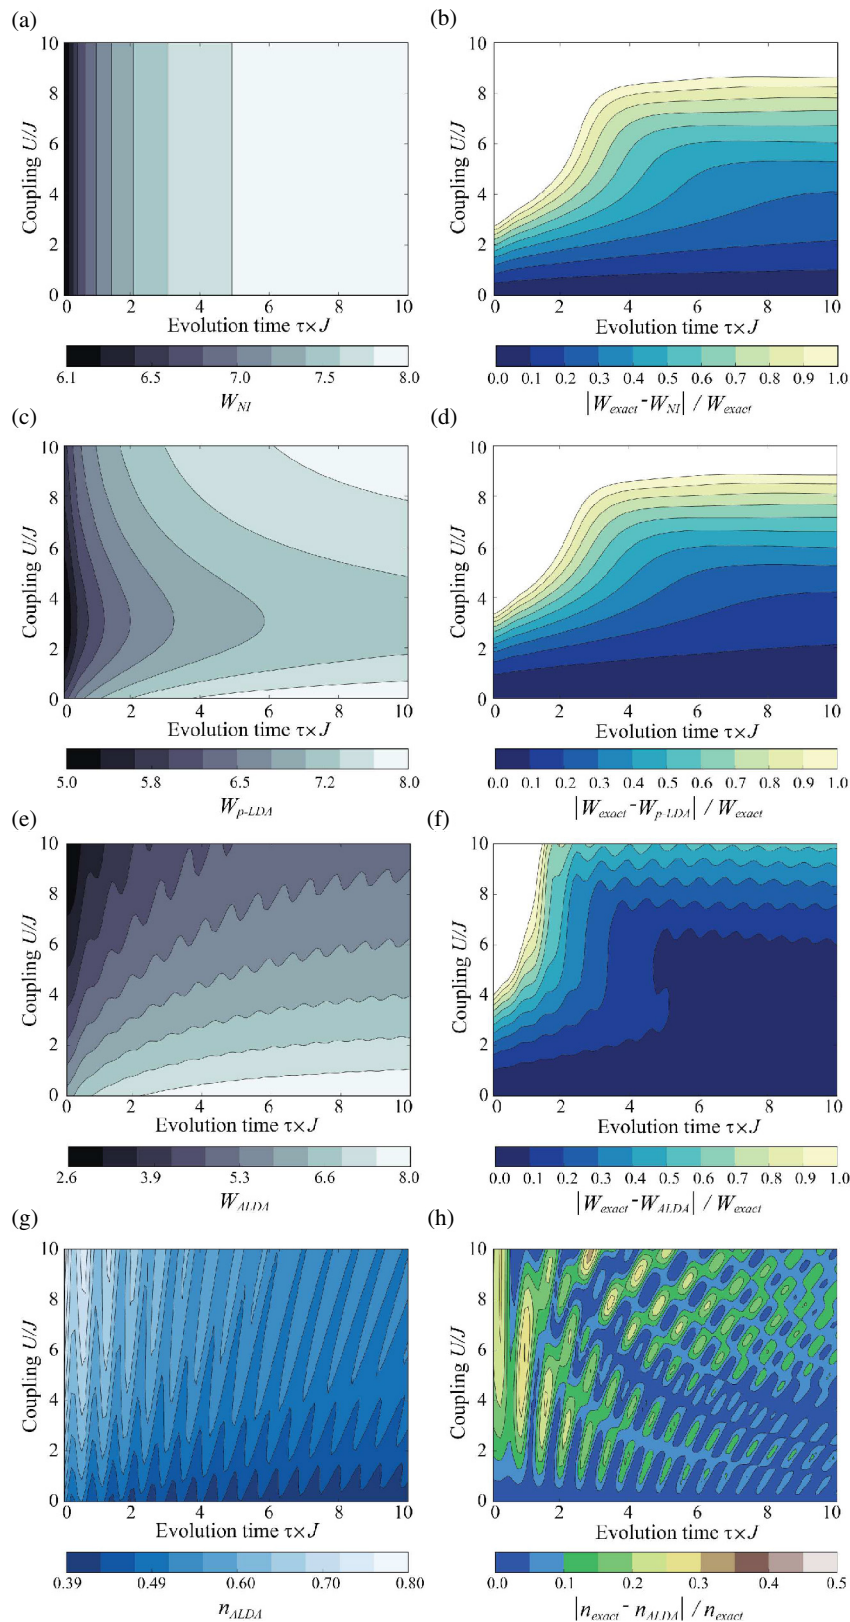 (a) (b)
10 10
8 8
6 6
4 4
2 2
0 0
Coupling U/J Coupling U/J
0 2 4 6 8 10 0 2 4 6 8 10
Evolution time τ×J Evolution time τ×J
6.1 6.5 7.0 7.5 8.0 0.0 0.1 0.2 0.3 0.4 0.5 0.6 0.7 0.8 0.9 1.0
W_NI |W_exact - W_NI| / W_exact
(c) (d)
10 10
8 8
6 6
4 4
2 2
0 0
Coupling U/J Coupling U/J
0 2 4 6 8 10 0 2 4 6 8 10
Evolution time τ×J Evolution time τ×J
5.0 5.8 6.5 7.2 8.0 0.0 0.1 0.2 0.3 0.4 0.5 0.6 0.7 0.8 0.9 1.0
W_p-LDA |W_exact - W_p-LDA| / W_exact
(e) (f)
10 10
8 8
6 6
4 4
2 2
0 0
Coupling U/J Coupling U/J
0 2 4 6 8 10 0 2 4 6 8 10
Evolution time τ×J Evolution time τ×J
2.6 3.9 5.3 6.6 8.0 0.0 0.1 0.2 0.3 0.4 0.5 0.6 0.7 0.8 0.9 1.0
W_ALDA |W_exact - W_ALDA| / W_exact
(g) (h)
10 10
8 8
6 6
4 4
2 2
0 0
Coupling U/J Coupling U/J
0 2 4 6 8 10 0 2 4 6 8 10
Evolution time τ×J Evolution time τ×J
0.39 0.49 0.60 0.70 0.80 0.0 0.1 0.2 0.3 0.4 0.5
n_ALDA |n_exact - n_ALDA| / n_exact